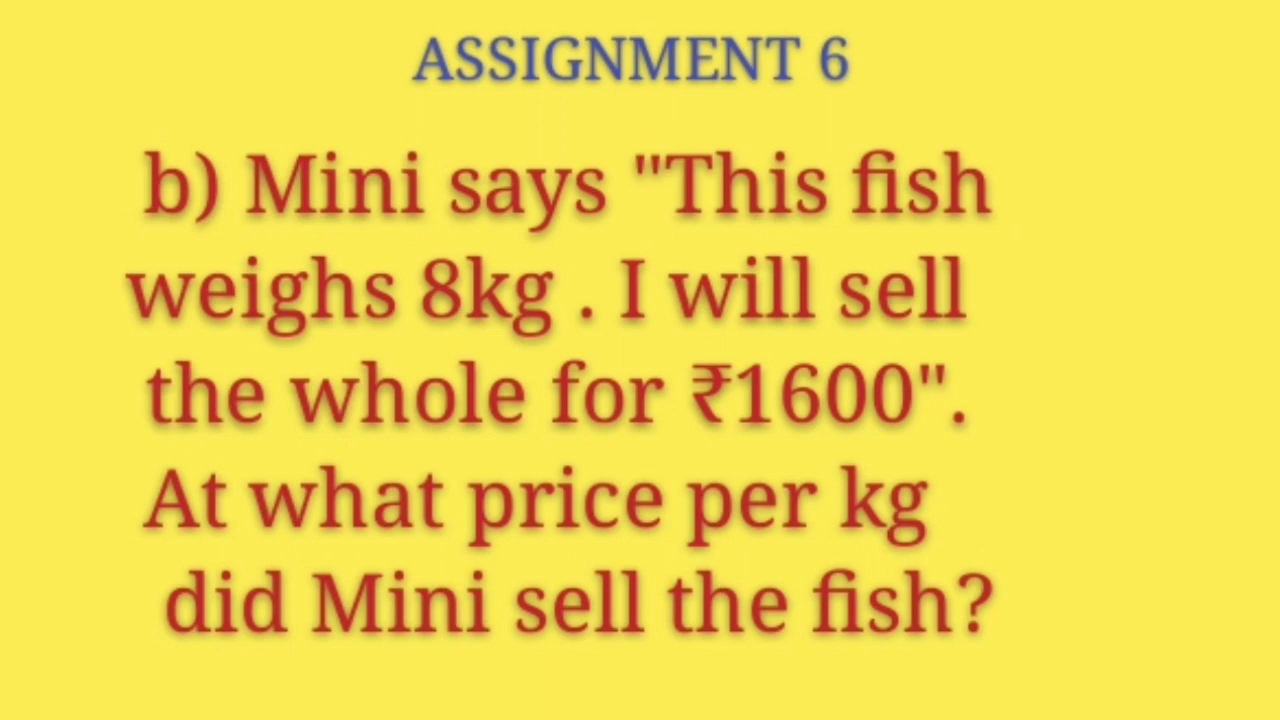 ASSIGNMENT 6
b) Mini says "This fish
weighs 8kg . I will sell
the whole for ₹1600".
At what price per kg
did Mini sell the fish?